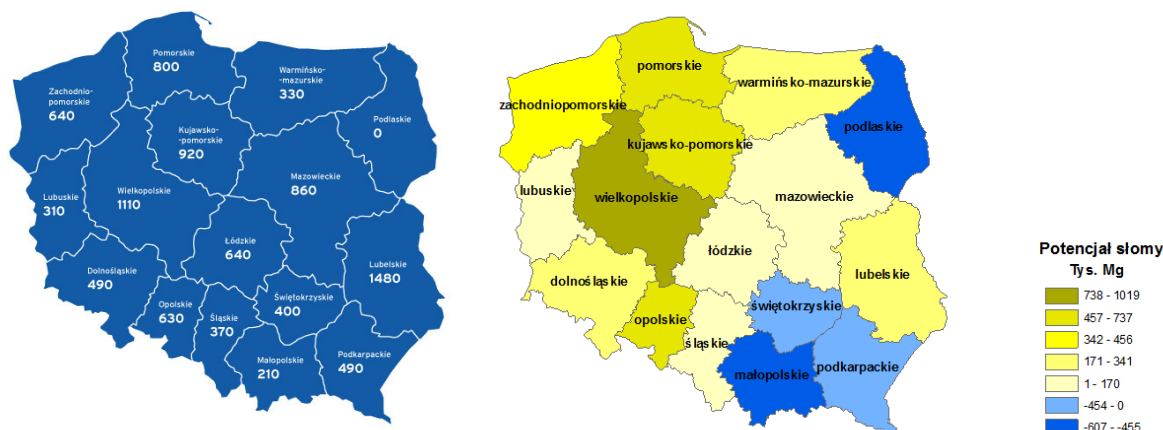 Pomorskie
800
Warmińsko-
-mazurskie
330
Zachodnio-
pomorskie
640
Podlaskie
0
Kujawsko-
-pomorskie
920
Mazowieckie
860
Wielkopolskie
1110
Lubuskie
310
Łódzkie
640
Lubelskie
1480
Dolnośląskie
490
Opolskie
630
Śląskie
370
Świętokrzyskie
400
Małopolskie
210
Podkarpackie
490
pomorskie
warmińsko-mazurskie
zachodniopomorskie
podlaskie
kujawsko-pomorskie
lubuskie
wielkopolskie
mazowieckie
łódzkie
lubelskie
dolnośląskie
opolskie
świętokrzyskie
śląskie
małopolskie
podkarpackie
Potencjał słomy
Tys. Mg
738 - 1019
457 - 737
342 - 456
171 - 341
1 - 170
-454 - 0
-607 - -455